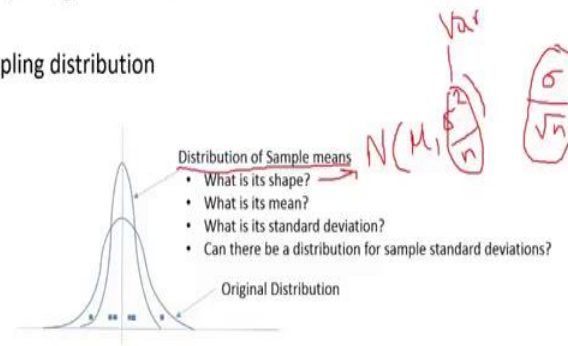 pling distribution
Var
N(μ, σ²/n)
σ/√n
Distribution of Sample means
• What is its shape?
• What is its mean?
• What is its standard deviation?
• Can there be a distribution for sample standard deviations?
Original Distribution